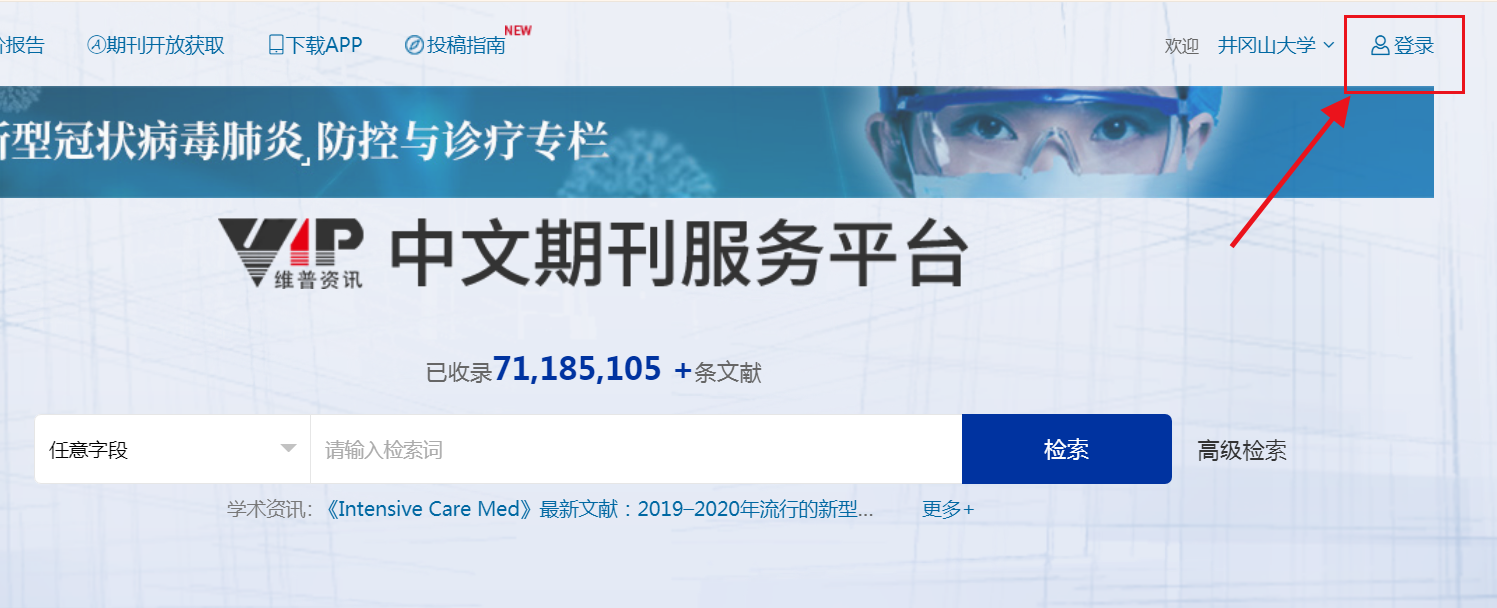 报告
Ⓐ期刊开放获取
下载APP
投稿指南
NEW
欢迎 井冈山大学
登录
型冠状病毒肺炎」防控与诊疗专栏
VIP
维普资讯
中文期刊服务平台
已收录71,185,105 +条文献
任意字段
请输入检索词
检索
高级检索
学术资讯：《Intensive Care Med》最新文献：2019–2020年流行的新型...
更多+